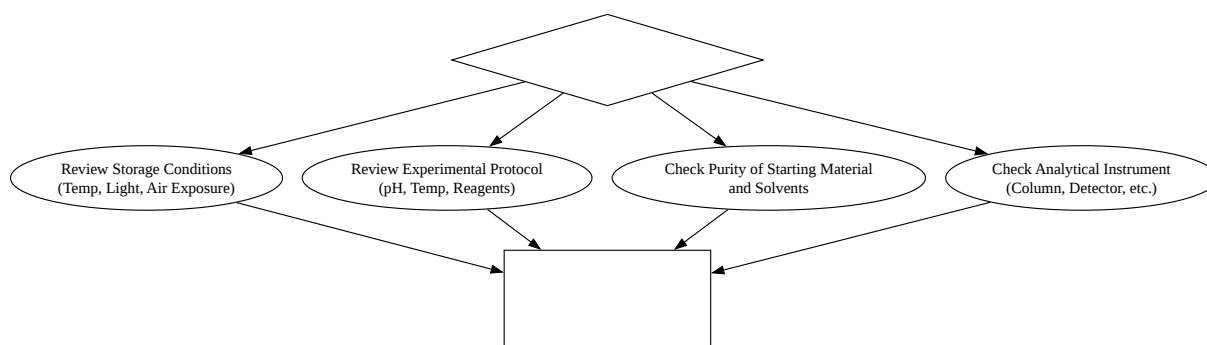 Review Storage Conditions
(Temp, Light, Air Exposure)
Review Experimental Protocol
(pH, Temp, Reagents)
Check Purity of Starting Material
and Solvents
Check Analytical Instrument
(Column, Detector, etc.)